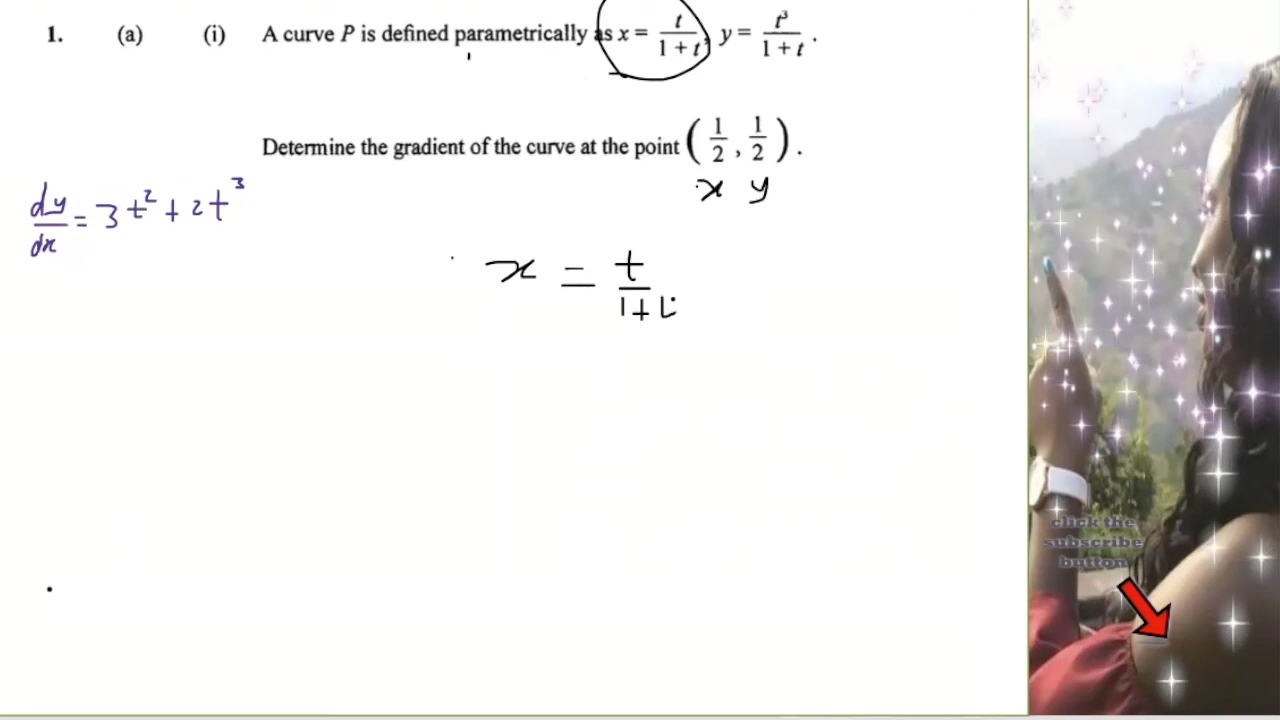 1. (a) (i) A curve P is defined parametrically as x = t/(1 + t), y = t³/(1 + t).
Determine the gradient of the curve at the point (1/2, 1/2).
x y
dy/dx = 3t² + 2t³
x = t/(1+t)
click the
subscribe
button